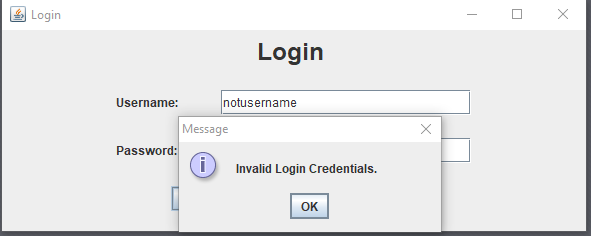 Login
Login
Username:
notusername
Message
Password:
Invalid Login Credentials.
OK